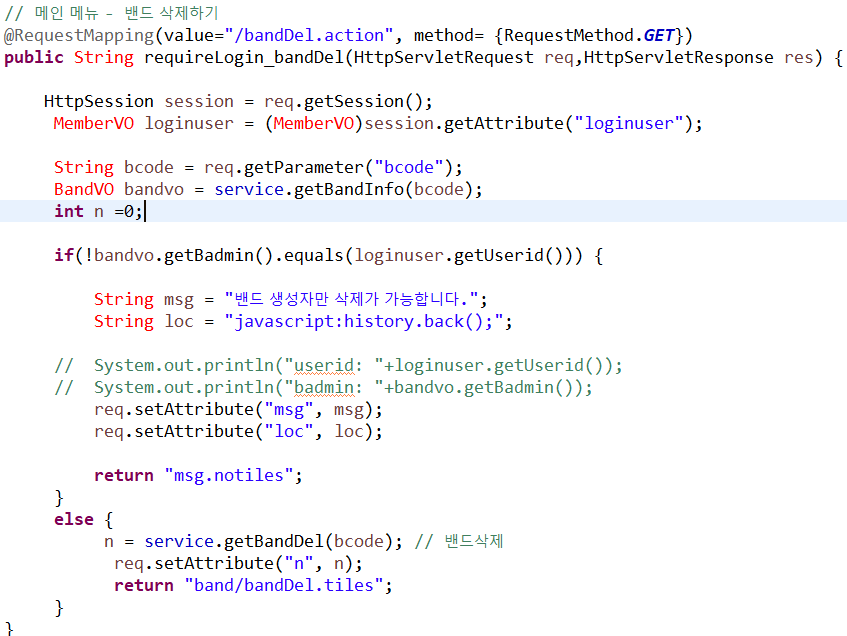 // 메인 메뉴 - 밴드 삭제하기
@RequestMapping(value="/bandDel.action", method= {RequestMethod.GET})
public String requireLogin_bandDel(HttpServletRequest req,HttpServletResponse res) {
HttpSession session = req.getSession();
MemberVO loginuser = (MemberVO)session.getAttribute("loginuser");
String bcode = req.getParameter("bcode");
BandVO bandvo = service.getBandInfo(bcode);
int n =0;
if(!bandvo.getBadmin().equals(loginuser.getUserid())) {
String msg = "밴드 생성자만 삭제가 가능합니다.";
String loc = "javascript:history.back();";
// System.out.println("userid: "+loginuser.getUserid());
// System.out.println("badmin: "+bandvo.getBadmin());
req.setAttribute("msg", msg);
req.setAttribute("loc", loc);
return "msg.notiles";
}
else {
n = service.getBandDel(bcode); // 밴드삭제
req.setAttribute("n", n);
return "band/bandDel.tiles";
}
}